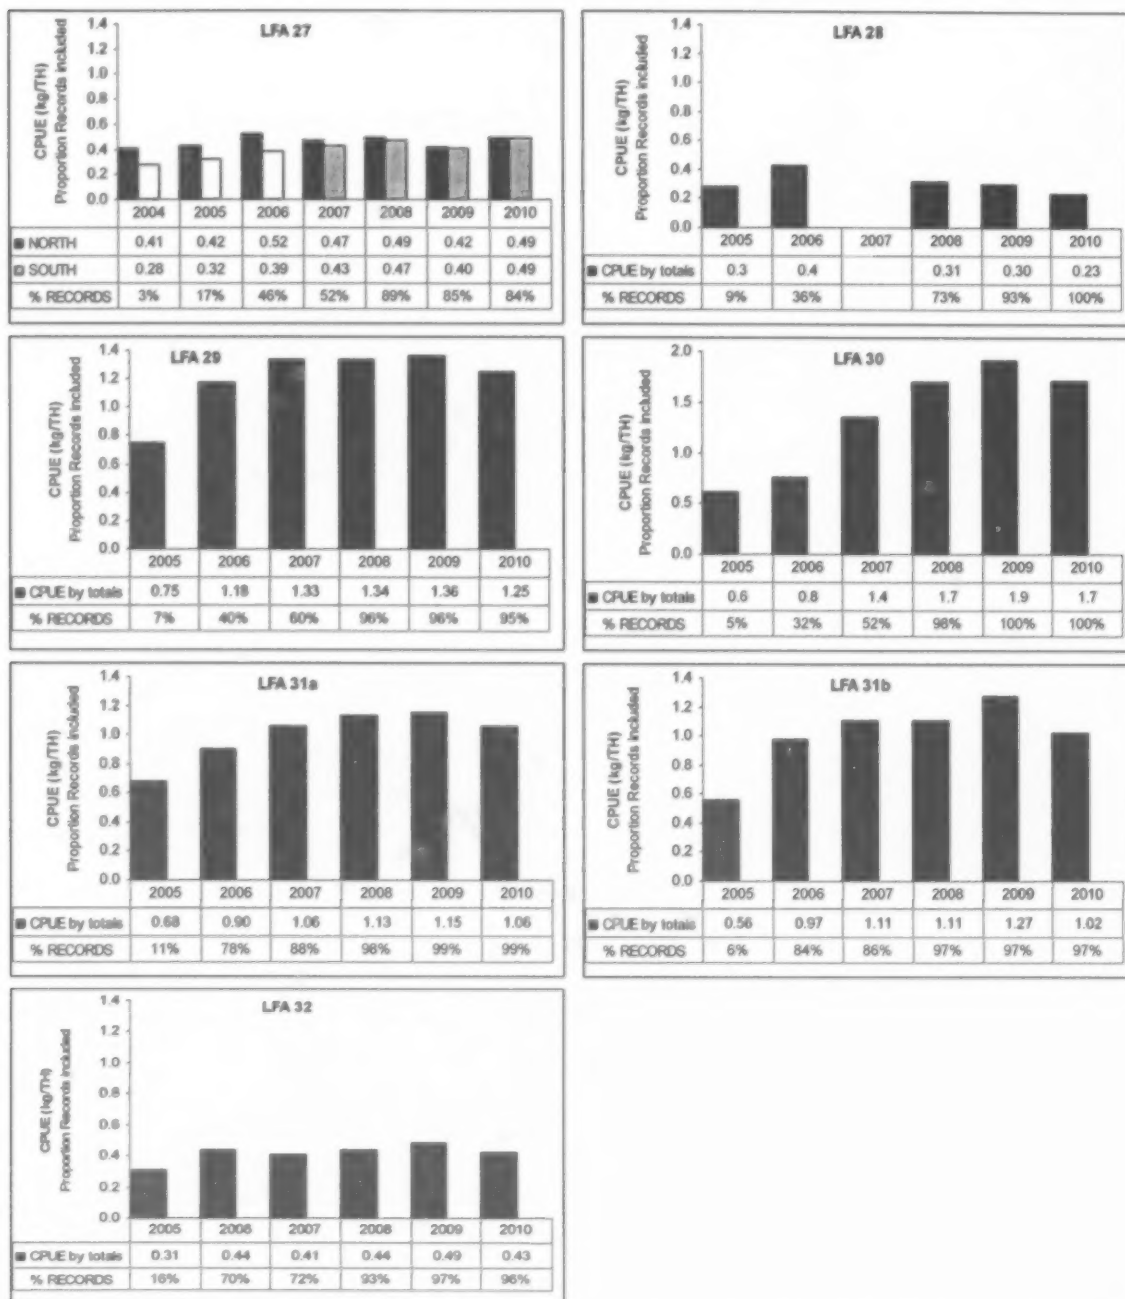 LFA 27
CPUE (kg/TH)
Proportion Records included
1.4
1.2
1.0
0.8
0.6
0.4
0.2
0.0
2004 2005 2006 2007 2008 2009 2010
NORTH 0.41 0.42 0.52 0.47 0.49 0.42 0.49
SOUTH 0.28 0.32 0.39 0.43 0.47 0.40 0.49
% RECORDS 3% 17% 46% 52% 89% 85% 84%
LFA 28
CPUE (kg/TH)
Proportion Records included
1.4
1.2
1.0
0.8
0.6
0.4
0.2
0.0
2005 2006 2007 2008 2009 2010
CPUE by totals 0.3 0.4 0.31 0.30 0.23
% RECORDS 9% 36% 73% 93% 100%
LFA 29
CPUE (kg/TH)
Proportion Records included
1.4
1.2
1.0
0.8
0.6
0.4
0.2
0.0
2005 2006 2007 2008 2009 2010
CPUE by totals 0.75 1.18 1.33 1.34 1.36 1.25
% RECORDS 7% 40% 60% 96% 96% 95%
LFA 30
CPUE (kg/TH)
Proportion Records included
2.0
1.5
1.0
0.5
0.0
2005 2006 2007 2008 2009 2010
CPUE by totals 0.6 0.8 1.4 1.7 1.9 1.7
% RECORDS 5% 32% 52% 98% 100% 100%
LFA 31a
CPUE (kg/TH)
Proportion Records included
1.4
1.2
1.0
0.8
0.6
0.4
0.2
0.0
2005 2006 2007 2008 2009 2010
CPUE by totals 0.68 0.90 1.06 1.13 1.15 1.06
% RECORDS 11% 78% 88% 98% 99% 99%
LFA 31b
CPUE (kg/TH)
Proportion Records included
1.4
1.2
1.0
0.8
0.6
0.4
0.2
0.0
2005 2006 2007 2008 2009 2010
CPUE by totals 0.56 0.97 1.11 1.11 1.27 1.02
% RECORDS 6% 84% 86% 97% 97% 97%
LFA 32
CPUE (kg/TH)
Proportion Records included
1.4
1.2
1.0
0.8
0.6
0.4
0.2
0.0
2005 2006 2007 2008 2009 2010
CPUE by totals 0.31 0.44 0.41 0.44 0.49 0.43
% RECORDS 16% 70% 72% 93% 97% 96%